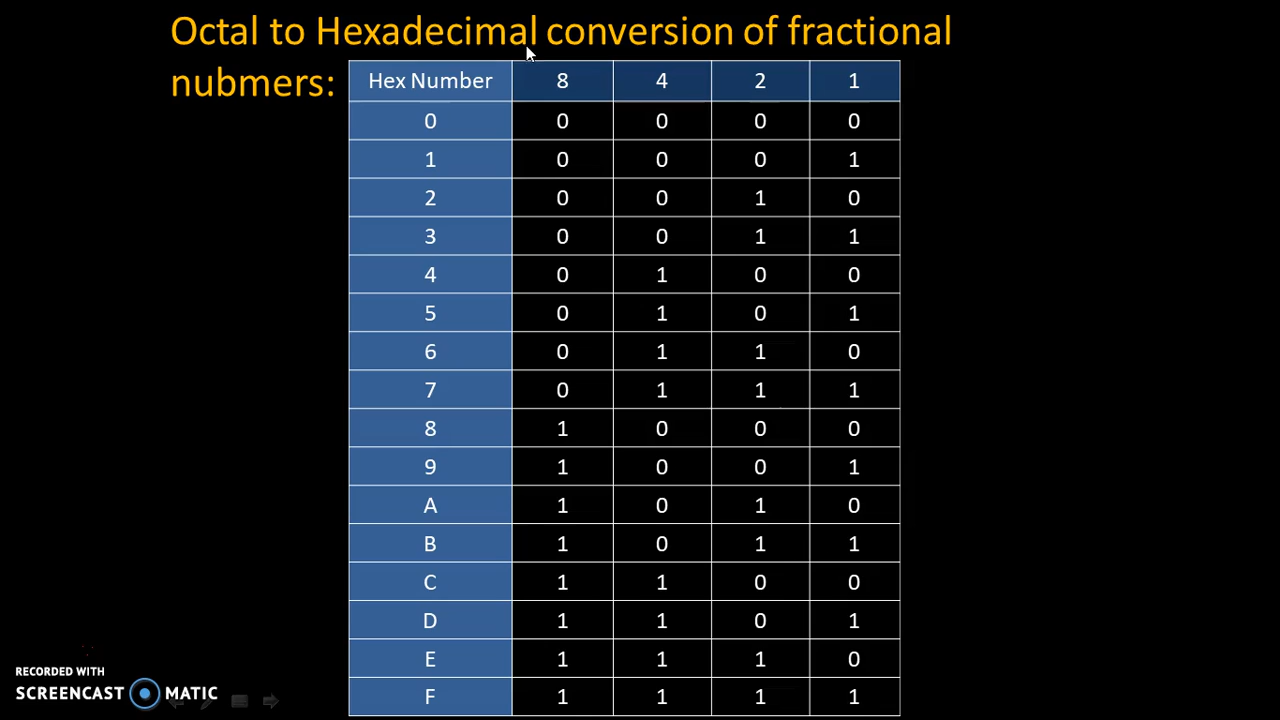 Octal to Hexadecimal conversion of fractional
nubmers:
Hex Number 8 4 2 1
0 0 0 0 0
1 0 0 0 1
2 0 0 1 0
3 0 0 1 1
4 0 1 0 0
5 0 1 0 1
6 0 1 1 0
7 0 1 1 1
8 1 0 0 0
9 1 0 0 1
A 1 0 1 0
B 1 0 1 1
C 1 1 0 0
D 1 1 0 1
E 1 1 1 0
F 1 1 1 1
RECORDED WITH
SCREENCAST MATIC